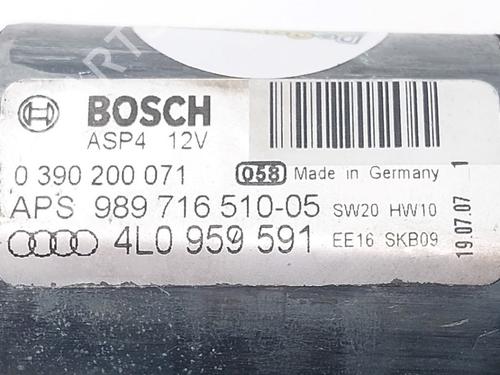 BOSCH
ASP4 12V
0 390 200 071 058 Made in Germany 1
APS 989 716 510-05 SW20 HW10
4L0 959 591 EE16 SKB09
19.07.07